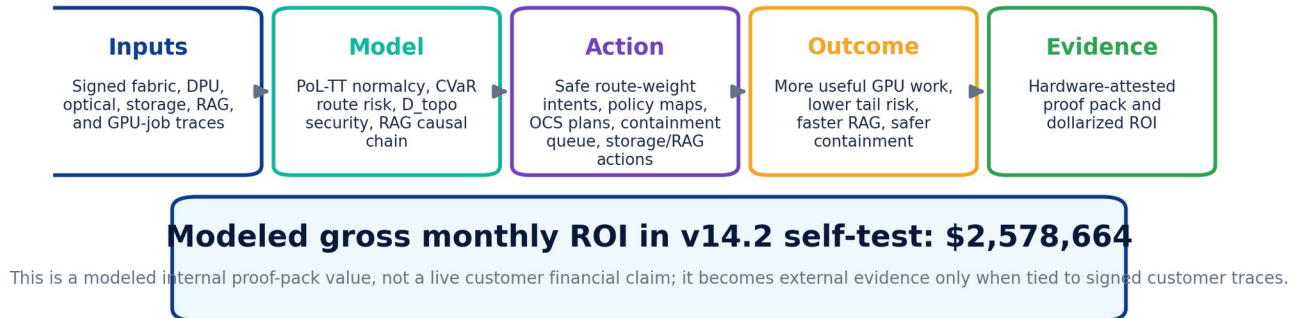 Inputs
Signed fabric, DPU,
optical, storage, RAG,
and GPU-job traces
Model
PoL-TT normalcy, CVaR
route risk, D_topo
security, RAG causal
chain
Action
Safe route-weight
intents, policy maps,
OCS plans, containment
queue, storage/RAG
actions
Outcome
More useful GPU work,
lower tail risk,
faster RAG, safer
containment
Evidence
Hardware-attested
proof pack and
dollarized ROI
Modeled gross monthly ROI in v14.2 self-test: $2,578,664
This is a modeled internal proof-pack value, not a live customer financial claim; it becomes external evidence only when tied to signed customer traces.